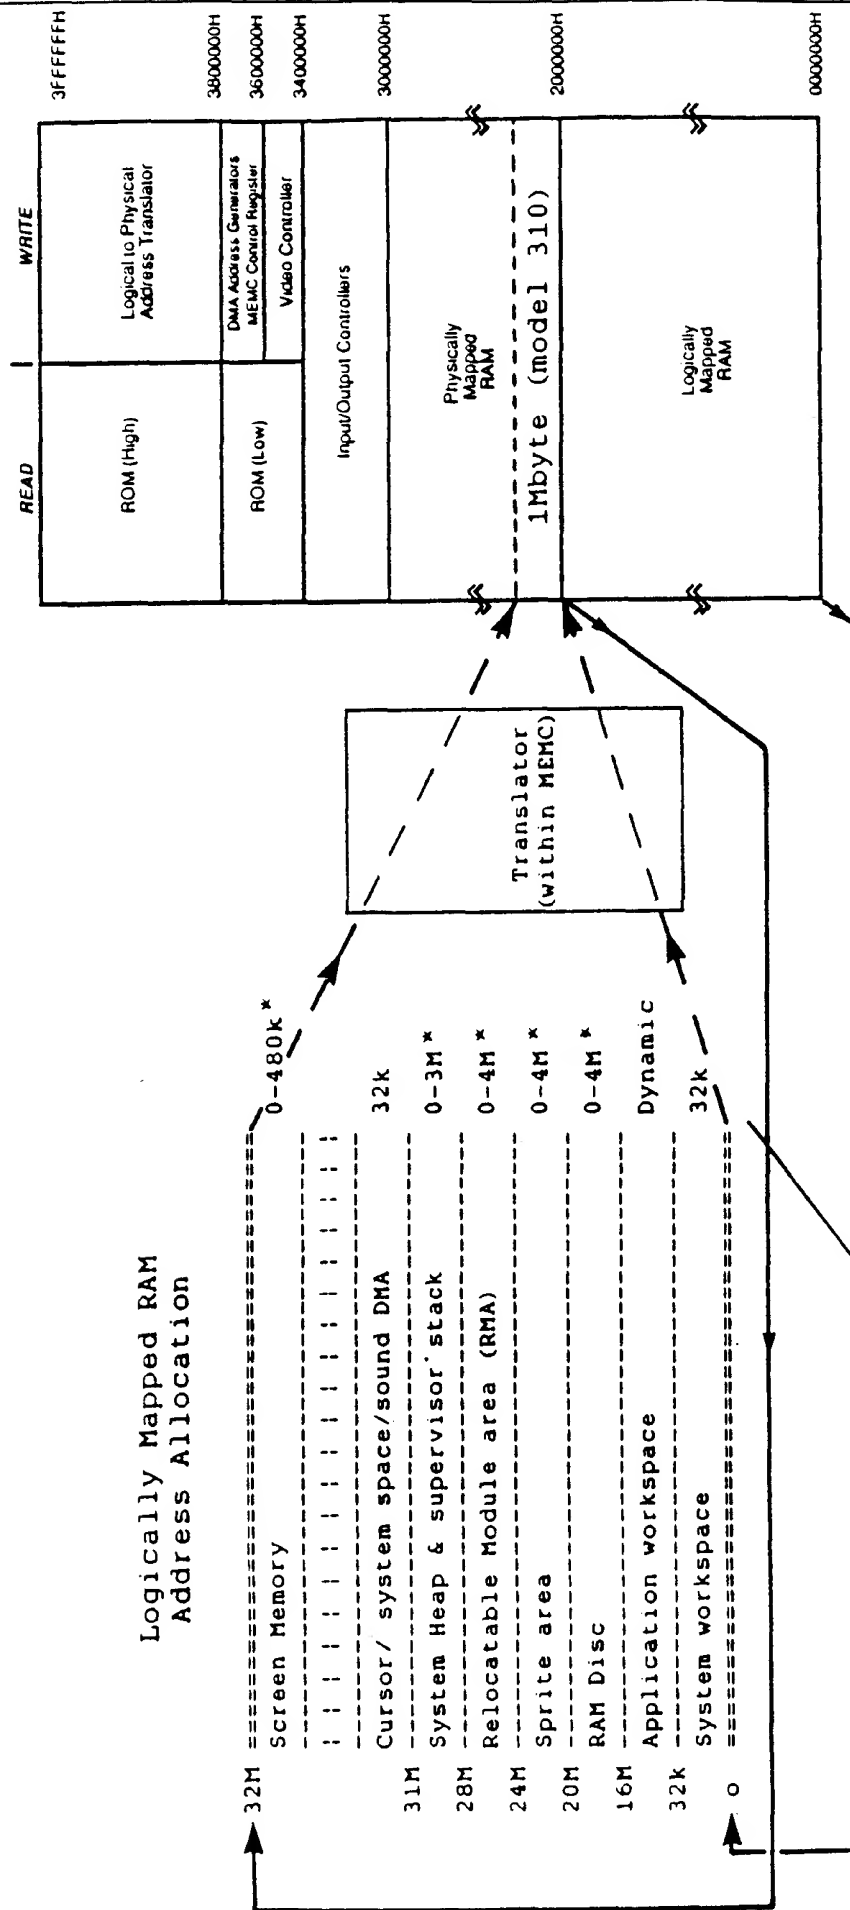 Logically Mapped RAM
Address Allocation
32M
Screen Memory 0-480k*
Cursor/ system space/sound DMA 32k
31M
System Heap & supervisor stack 0-3M*
28M
Relocatable Module area (RMA) 0-4M*
24M
Sprite area 0-4M*
20M
RAM Disc 0-4M*
16M
Application workspace Dynamic
32k
System workspace 32k
0
Translator
(within MEMC)
READ WRITE
3FFFFFFH
ROM (High)
Logical to Physical
Address Translator
3800000H
ROM (Low)
DMA Address Generators
MEMC Control Register
3600000H
Video Controller
3400000H
Input/Output Controllers
3000000H
Physically
Mapped
RAM
1Mbyte (model 310)
2000000H
Logically
Mapped
RAM
0000000H